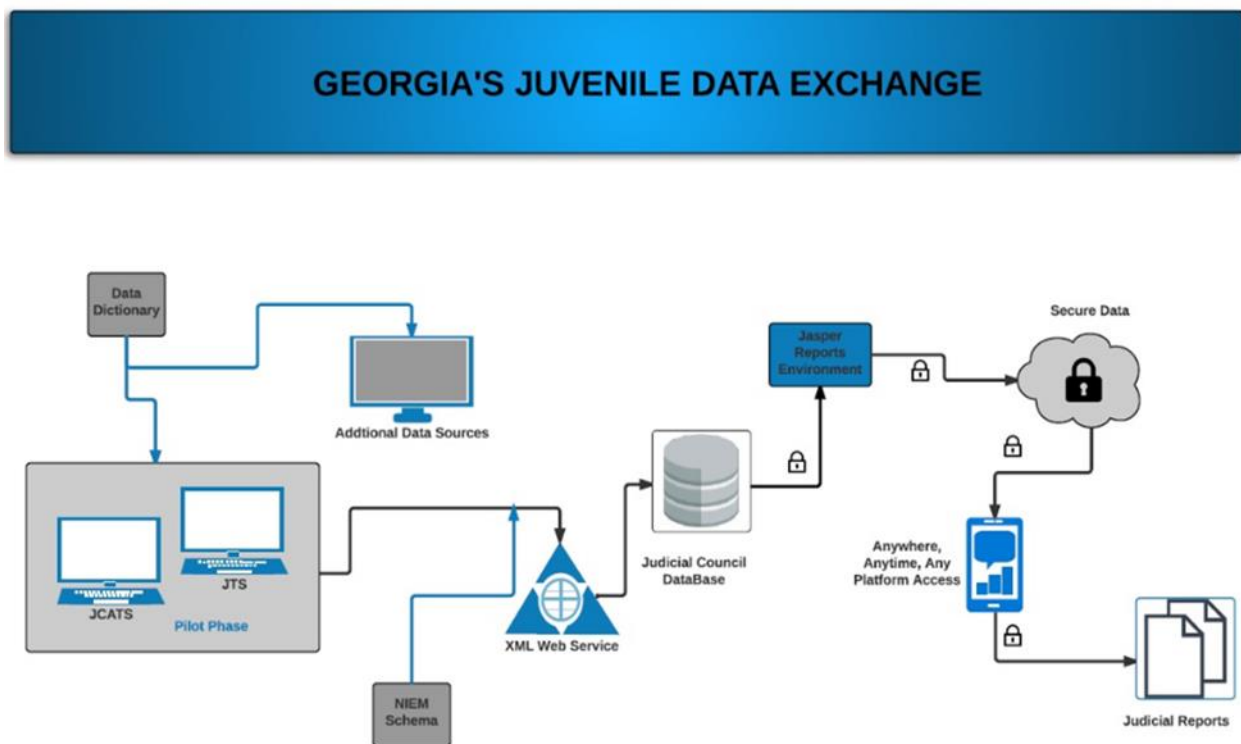 GEORGIA'S JUVENILE DATA EXCHANGE
Data
Dictionary
Addtional Data Sources
JCATS
JTS
Pilot Phase
NIEM
Schema
XML Web Service
Judicial Council
DataBase
Jasper
Reports
Environment
Secure Data
Anywhere,
Anytime, Any
Platform Access
Judicial Reports